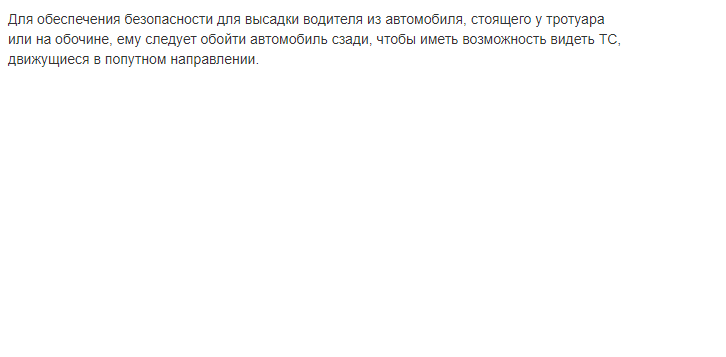 Для обеспечения безопасности для высадки водителя из автомобиля, стоящего у тротуара
или на обочине, ему следует обойти автомобиль сзади, чтобы иметь возможность видеть ТС,
движущиеся в попутном направлении.